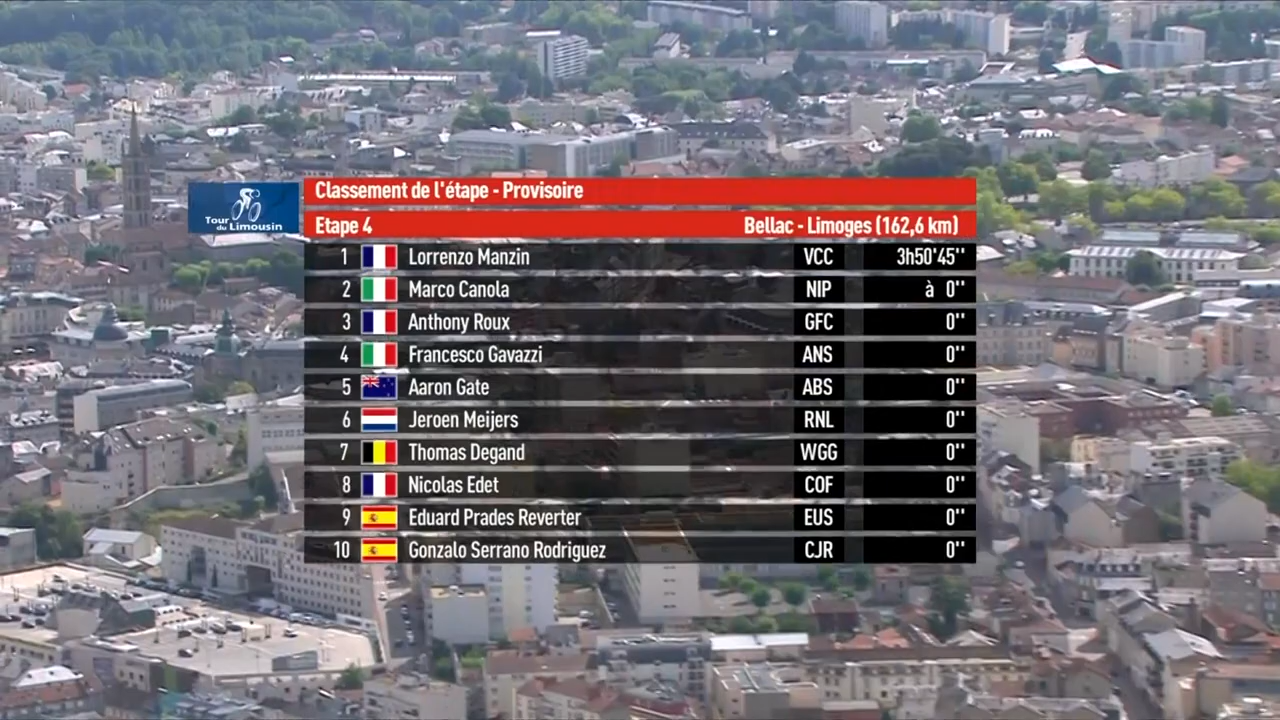 Classement de l'étape - Provisoire
Tour
du Limousin
Etape 4 Bellac - Limoges (162,6 km)
1 Lorrenzo Manzin VCC 3h50'45''
2 Marco Canola NIP à 0''
3 Anthony Roux GFC 0''
4 Francesco Gavazzi ANS 0''
5 Aaron Gate ABS 0''
6 Jeroen Meijers RNL 0''
7 Thomas Degand WGG 0''
8 Nicolas Edet COF 0''
9 Eduard Prades Reverter EUS 0''
10 Gonzalo Serrano Rodriguez CJR 0''